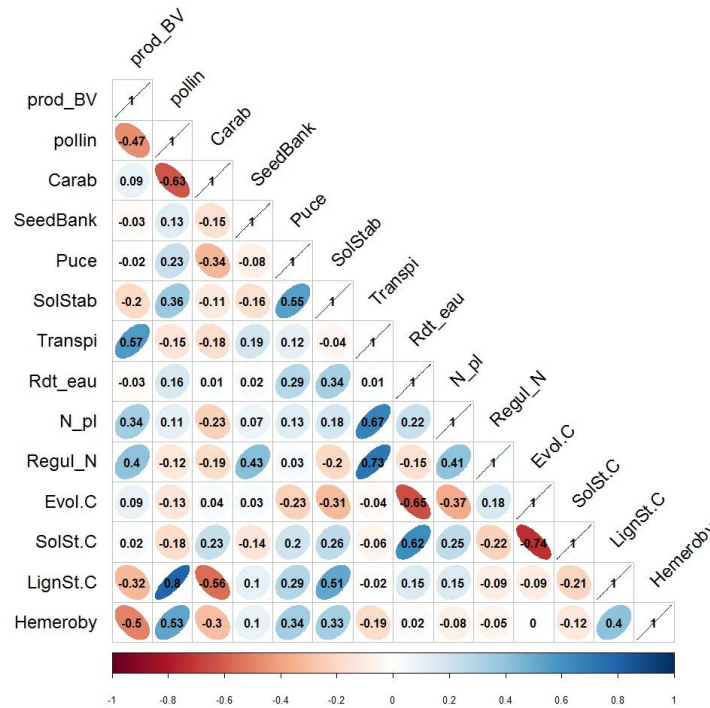 prod_BV
pollin
Carab
SeedBank
Puce
SolStab
Transpi
Rdt_eau
N_pl
Regul_N
Evol.C
SolSt.C
LignSt.C
Hemeroby
prod_BV 1
pollin -0.47 1
Carab 0.09 -0.63 1
SeedBank -0.03 0.13 -0.15 1
Puce -0.02 0.23 -0.34 -0.08 1
SolStab -0.2 0.36 -0.11 -0.16 0.55 1
Transpi 0.57 -0.15 -0.18 0.19 0.12 -0.04 1
Rdt_eau -0.03 0.16 0.01 0.02 0.29 0.34 0.01 1
N_pl 0.34 0.11 -0.23 0.07 0.13 0.18 0.67 0.22 1
Regul_N 0.4 -0.12 -0.19 0.43 0.03 -0.2 0.73 -0.15 0.41 1
Evol.C 0.09 -0.13 0.04 0.03 -0.23 -0.31 -0.04 -0.65 -0.37 0.18 1
SolSt.C 0.02 -0.18 0.23 -0.14 0.2 0.26 -0.06 0.62 0.25 -0.22 -0.74 1
LignSt.C -0.32 0.8 -0.56 0.1 0.29 0.51 -0.02 0.15 0.15 -0.09 -0.09 -0.21 1
Hemeroby -0.5 0.53 -0.3 0.1 0.34 0.33 -0.19 0.02 -0.08 -0.05 0 -0.12 0.4 1
-1 -0.8 -0.6 -0.4 -0.2 0 0.2 0.4 0.6 0.8 1